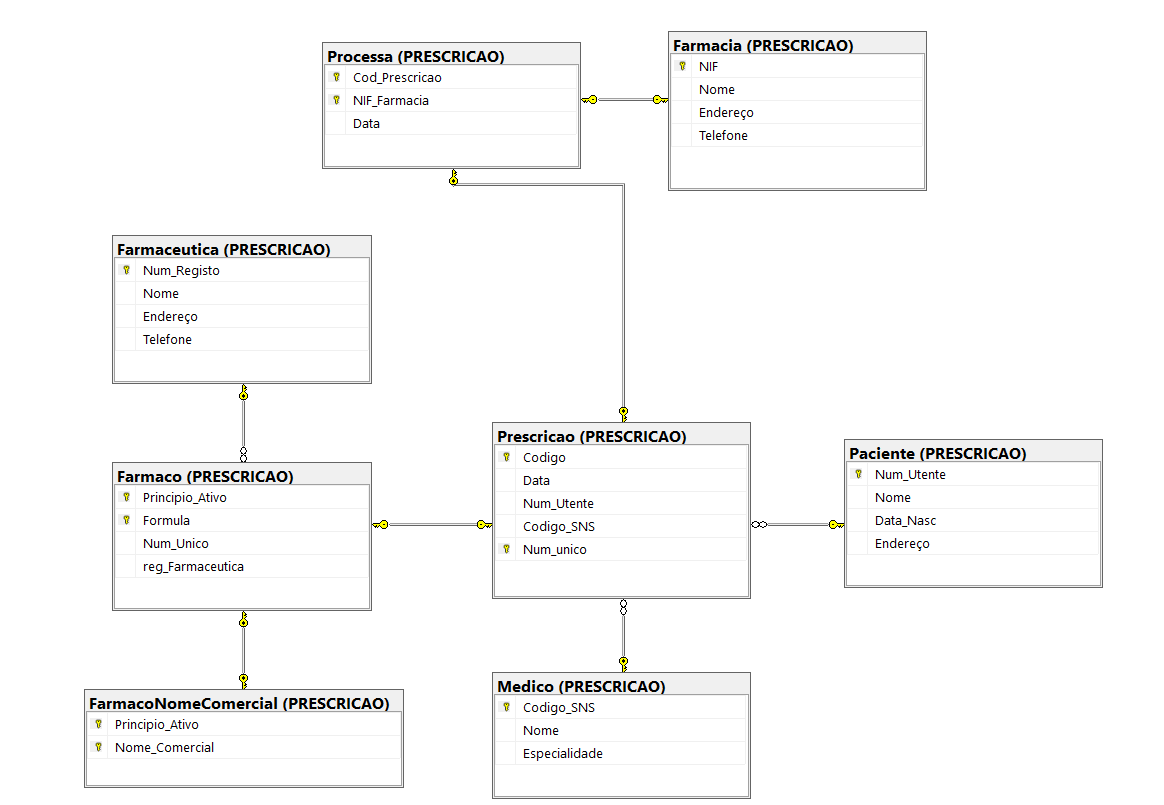 Processa (PRESCRICAO)
Cod_Prescricao
NIF_Farmacia
Data
Farmacia (PRESCRICAO)
NIF
Nome
Endereço
Telefone
Farmaceutica (PRESCRICAO)
Num_Registo
Nome
Endereço
Telefone
Farmaco (PRESCRICAO)
Principio_Ativo
Formula
Num_Unico
reg_Farmaceutica
Prescricao (PRESCRICAO)
Codigo
Data
Num_Utente
Codigo_SNS
Num_unico
Paciente (PRESCRICAO)
Num_Utente
Nome
Data_Nasc
Endereço
FarmacoNomeComercial (PRESCRICAO)
Principio_Ativo
Nome_Comercial
Medico (PRESCRICAO)
Codigo_SNS
Nome
Especialidade